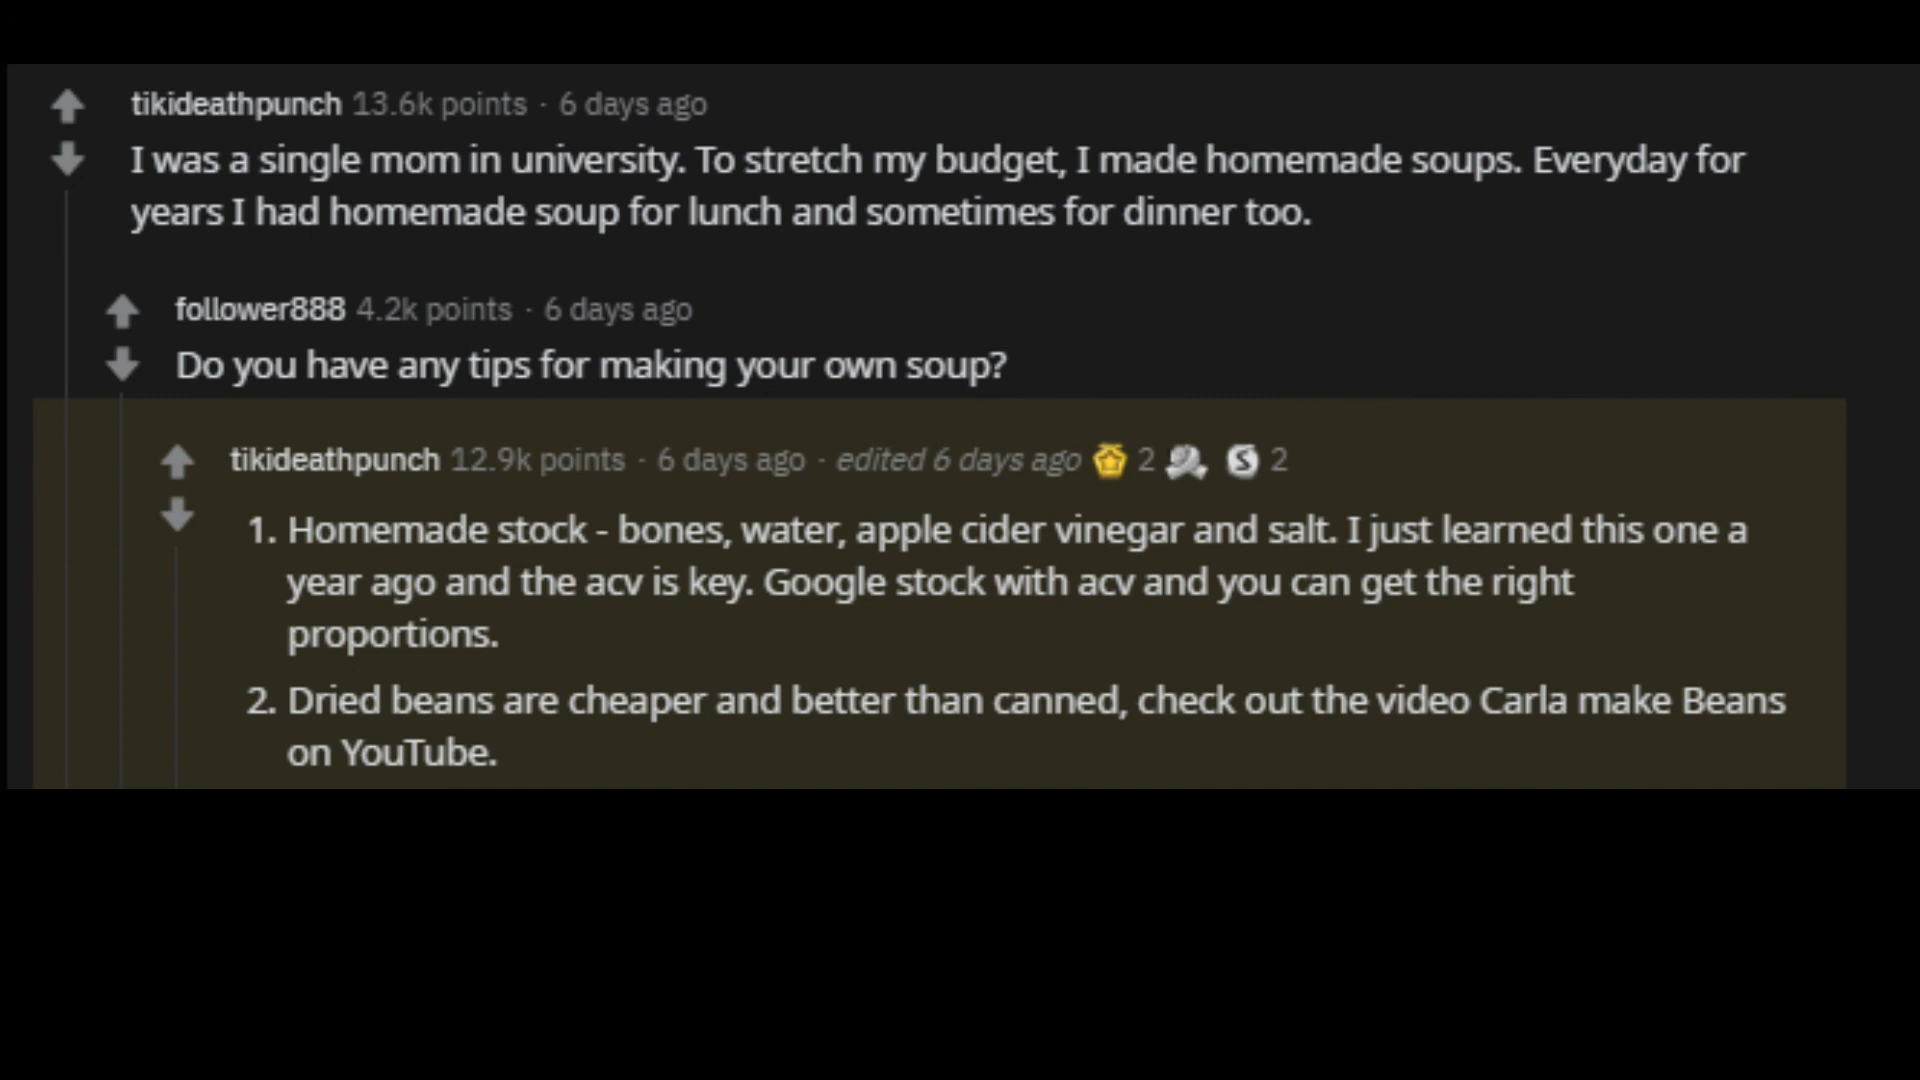 tikideathpunch 13.6k points · 6 days ago
I was a single mom in university. To stretch my budget, I made homemade soups. Everyday for
years I had homemade soup for lunch and sometimes for dinner too.
follower888 4.2k points · 6 days ago
Do you have any tips for making your own soup?
tikideathpunch 12.9k points · 6 days ago · edited 6 days ago 2 S 2
1. Homemade stock - bones, water, apple cider vinegar and salt. I just learned this one a
year ago and the acv is key. Google stock with acv and you can get the right
proportions.
2. Dried beans are cheaper and better than canned, check out the video Carla make Beans
on YouTube.